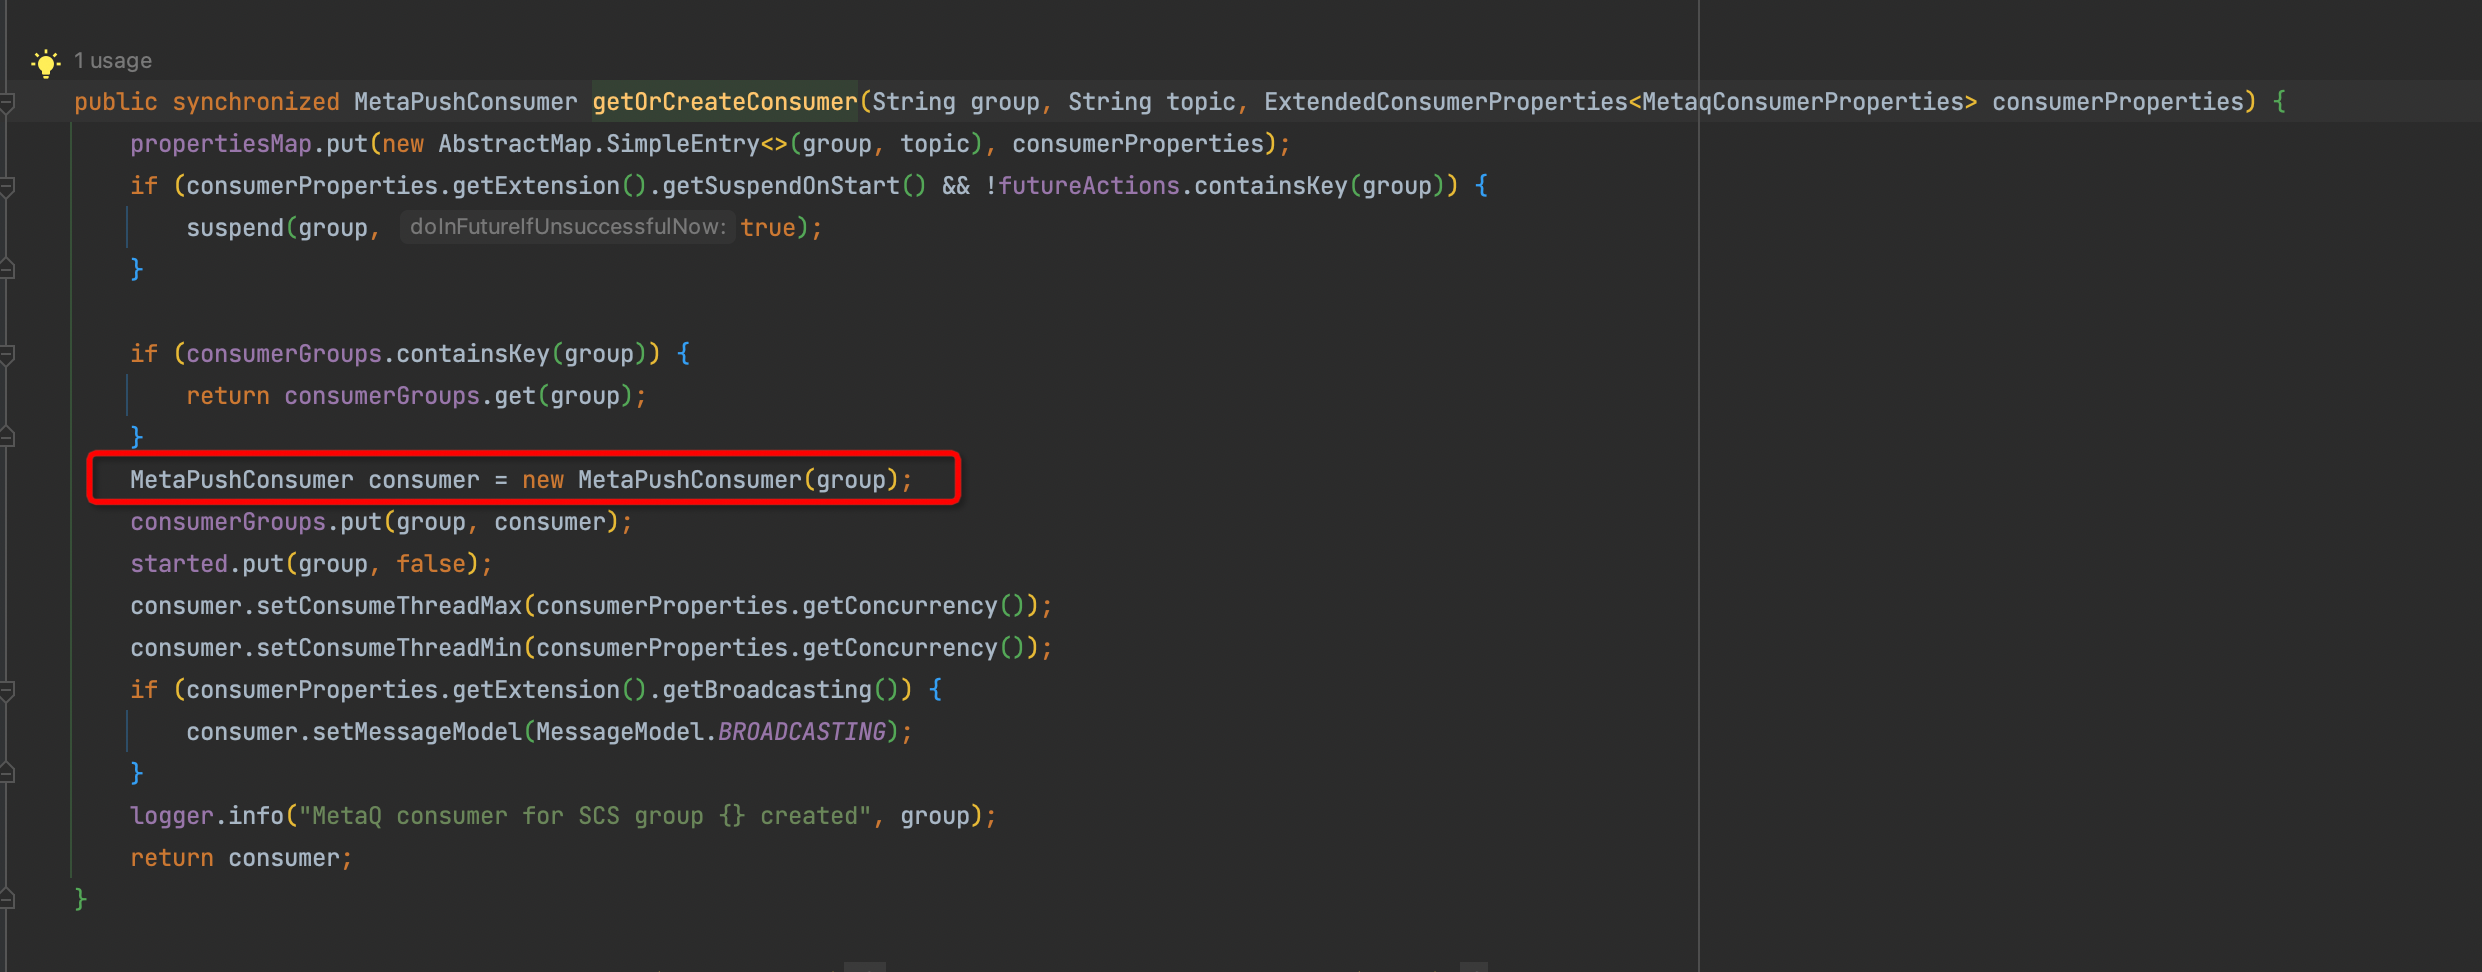 1 usage
public synchronized MetaPushConsumer getOrCreateConsumer(String group, String topic, ExtendedConsumerProperties<MetaqConsumerProperties> consumerProperties) {
propertiesMap.put(new AbstractMap.SimpleEntry<>(group, topic), consumerProperties);
if (consumerProperties.getExtension().getSuspendOnStart() && !futureActions.containsKey(group)) {
suspend(group, doInFutureIfUnsuccessfulNow: true);
}
if (consumerGroups.containsKey(group)) {
return consumerGroups.get(group);
}
MetaPushConsumer consumer = new MetaPushConsumer(group);
consumerGroups.put(group, consumer);
started.put(group, false);
consumer.setConsumeThreadMax(consumerProperties.getConcurrency());
consumer.setConsumeThreadMin(consumerProperties.getConcurrency());
if (consumerProperties.getExtension().getBroadcasting()) {
consumer.setMessageModel(MessageModel.BROADCASTING);
}
logger.info("MetaQ consumer for SCS group {} created", group);
return consumer;
}